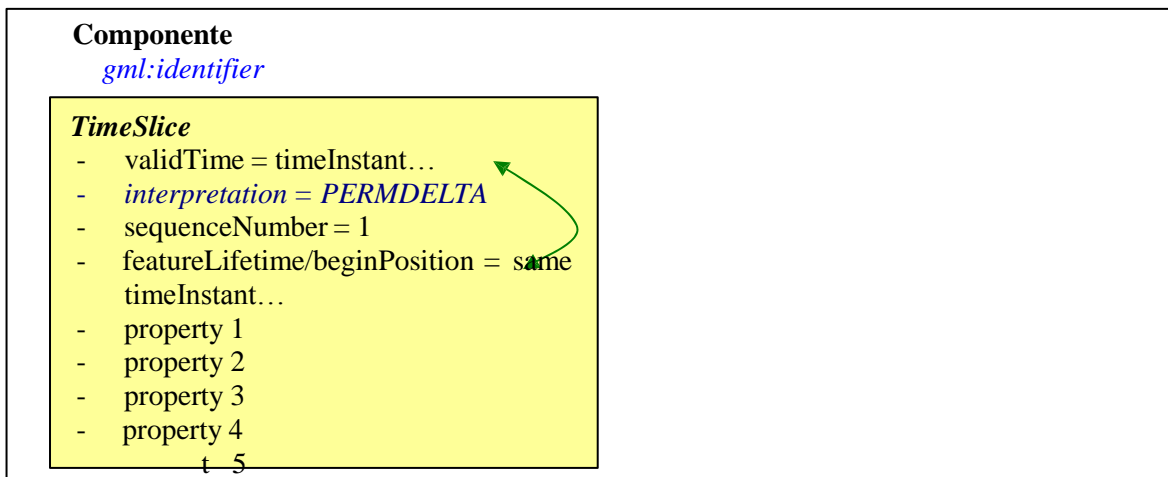 Componente
gml:identifier
TimeSlice
- validTime = timeInstant…
- interpretation = PERMDELTA
- sequenceNumber = 1
- featureLifetime/beginPosition = same
timeInstant…
- property 1
- property 2
- property 3
- property 4
t 5